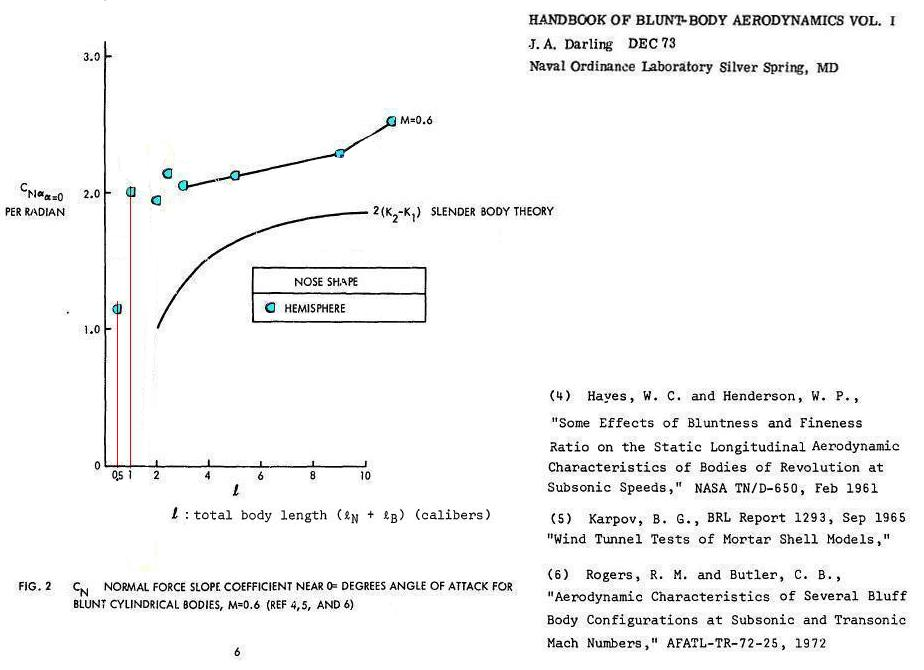 HANDBOOK OF BLUNT-BODY AERODYNAMICS VOL. I
J. A. Darling DEC 73
Naval Ordinance Laboratory Silver Spring, MD
3.0
M=0.6
C_Nα α=0
PER RADIAN
2.0
2(K₂-K₁) SLENDER BODY THEORY
NOSE SHAPE
HEMISPHERE
1.0
0
0.5 1 2 4 6 8 10
ℓ
ℓ : total body length (ℓN + ℓB) (calibers)
FIG. 2 CN NORMAL FORCE SLOPE COEFFICIENT NEAR 0= DEGREES ANGLE OF ATTACK FOR
BLUNT CYLINDRICAL BODIES, M=0.6 (REF 4,5, AND 6)
6
(4) Hayes, W. C. and Henderson, W. P.,
"Some Effects of Bluntness and Fineness
Ratio on the Static Longitudinal Aerodynamic
Characteristics of Bodies of Revolution at
Subsonic Speeds," NASA TN/D-650, Feb 1961
(5) Karpov, B. G., BRL Report 1293, Sep 1965
"Wind Tunnel Tests of Mortar Shell Models,"
(6) Rogers, R. M. and Butler, C. B.,
"Aerodynamic Characteristics of Several Bluff
Body Configurations at Subsonic and Transonic
Mach Numbers," AFATL-TR-72-25, 1972